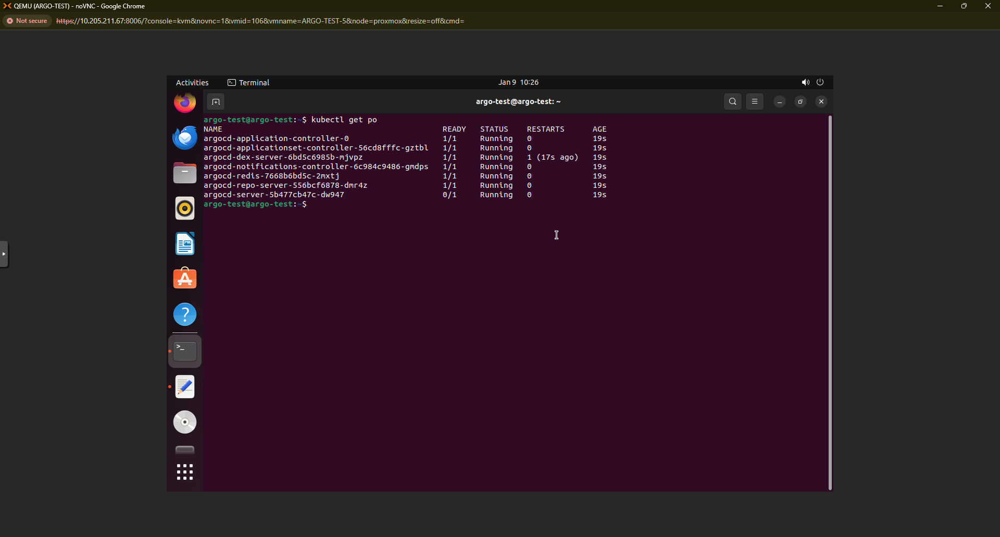 QEMU (ARGO-TEST) - noVNC - Google Chrome
Not secure https://10.205.211.67:8006/?console=kvm&novnc=1&vmid=106&vmname=ARGO-TEST-5&node=proxmox&resize=off&cmd=
Activities Terminal Jan 9 10:26
argo-test@argo-test: ~
argo-test@argo-test:~$ kubectl get po
NAME READY STATUS RESTARTS AGE
argocd-application-controller-0 1/1 Running 0 19s
argocd-applicationset-controller-56cd8fffc-gztbl 1/1 Running 0 19s
argocd-dex-server-6bd5c6985b-mjvpz 1/1 Running 1 (17s ago) 19s
argocd-notifications-controller-6c984c9486-gmdps 1/1 Running 0 19s
argocd-redis-7668b6bd5c-2mxtj 1/1 Running 0 19s
argocd-repo-server-556bcf6878-dmr4z 1/1 Running 0 19s
argocd-server-5b477cb47c-dw947 0/1 Running 0 19s
argo-test@argo-test:~$